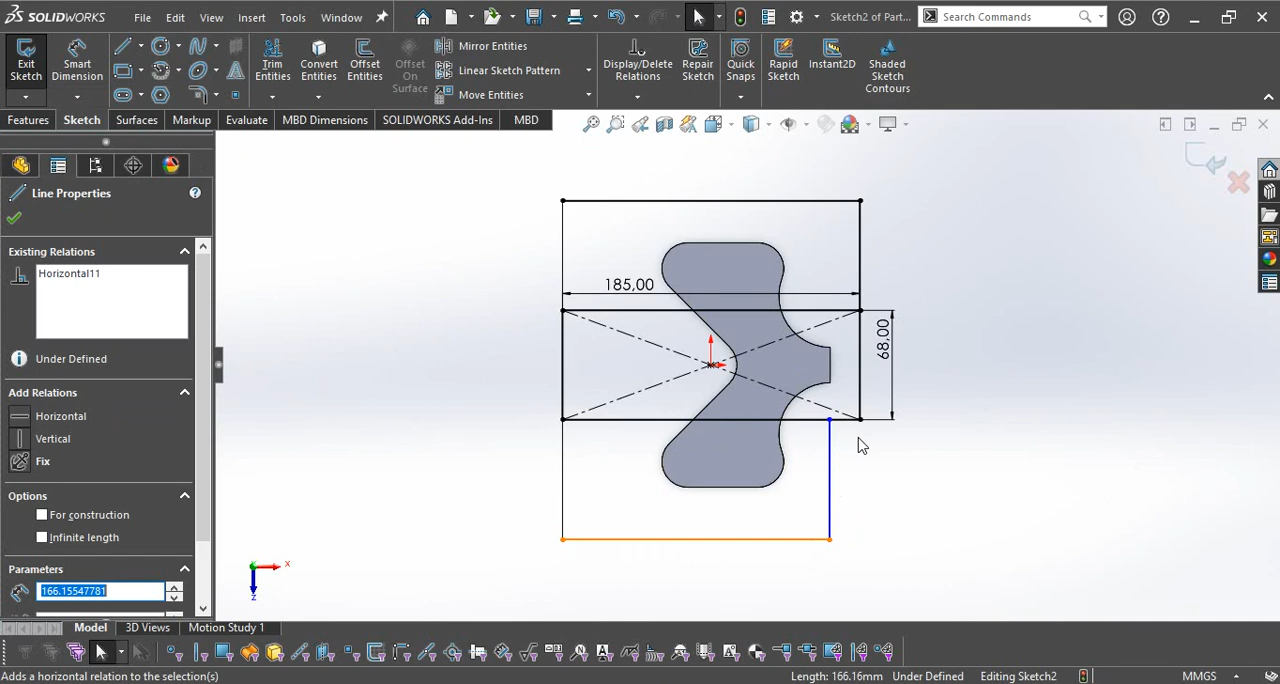 SOLIDWORKS File Edit View Insert Tools Window Sketch2 of Part... Search Commands
Exit Sketch
Smart Dimension
Trim Entities
Convert Entities
Offset Entities
Offset On Surface
Mirror Entities
Linear Sketch Pattern
Move Entities
Display/Delete Relations
Repair Sketch
Quick Snaps
Rapid Sketch
Instant2D
Shaded Sketch Contours
Features Sketch Surfaces Markup Evaluate MBD Dimensions SOLIDWORKS Add-Ins MBD
Line Properties
Existing Relations
Horizontal11
Under Defined
Add Relations
Horizontal
Vertical
Fix
Options
For construction
Infinite length
Parameters
166.15547781
185,00
68,00
x
z
Model 3D Views Motion Study 1
Adds a horizontal relation to the selection(s) Length: 166.16mm Under Defined Editing Sketch2 MMGS